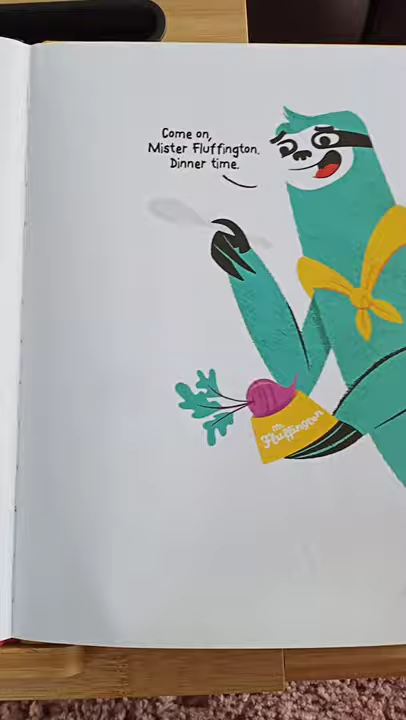 Come on,
Mister Fluffington.
Dinner time.
Mr.
Fluffington